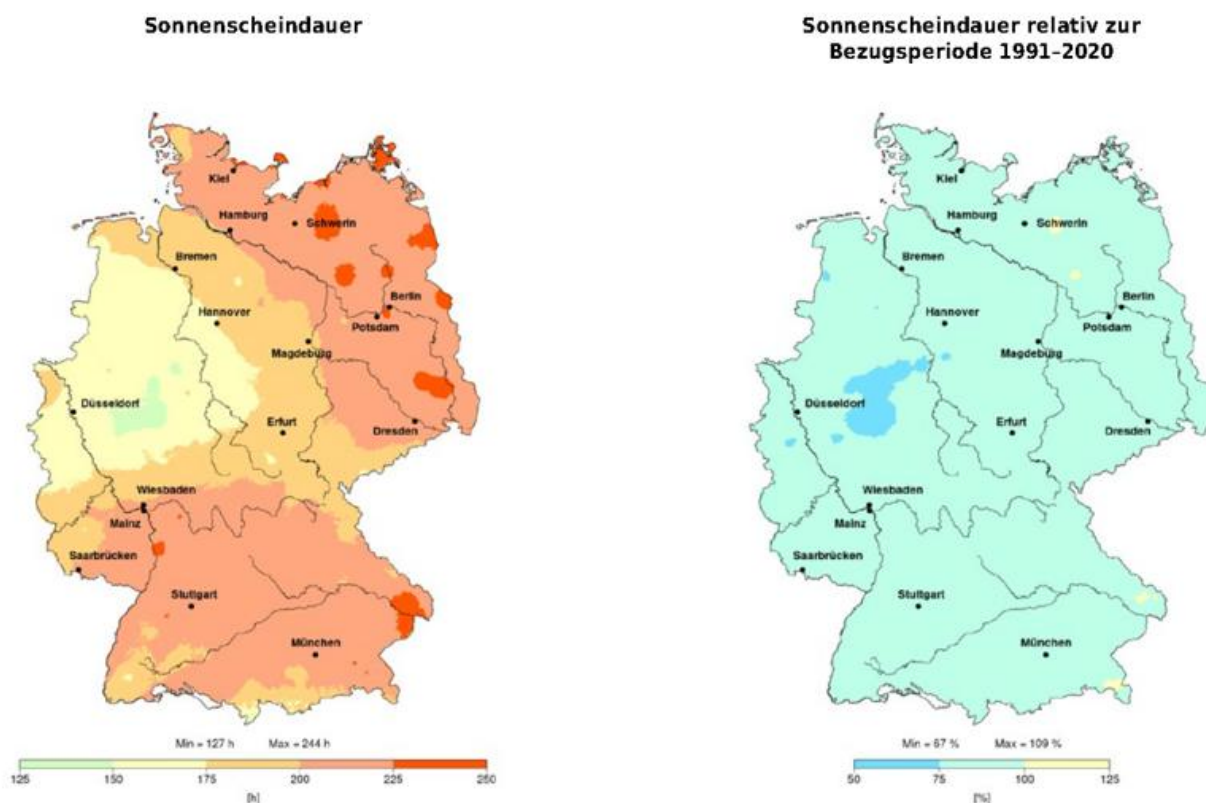 Sonnenscheindauer
Kiel
Hamburg
Schwerin
Bremen
Berlin
Hannover
Potsdam
Magdeburg
Düsseldorf
Erfurt
Dresden
Wiesbaden
Mainz
Saarbrücken
Stuttgart
München
Min = 127 h Max = 244 h
125 150 175 200 225 250
[h]
Sonnenscheindauer relativ zur
Bezugsperiode 1991–2020
Kiel
Hamburg
Schwerin
Bremen
Berlin
Hannover
Potsdam
Magdeburg
Düsseldorf
Erfurt
Dresden
Wiesbaden
Mainz
Saarbrücken
Stuttgart
München
Min = 67 % Max = 109 %
50 75 100 125
[%]